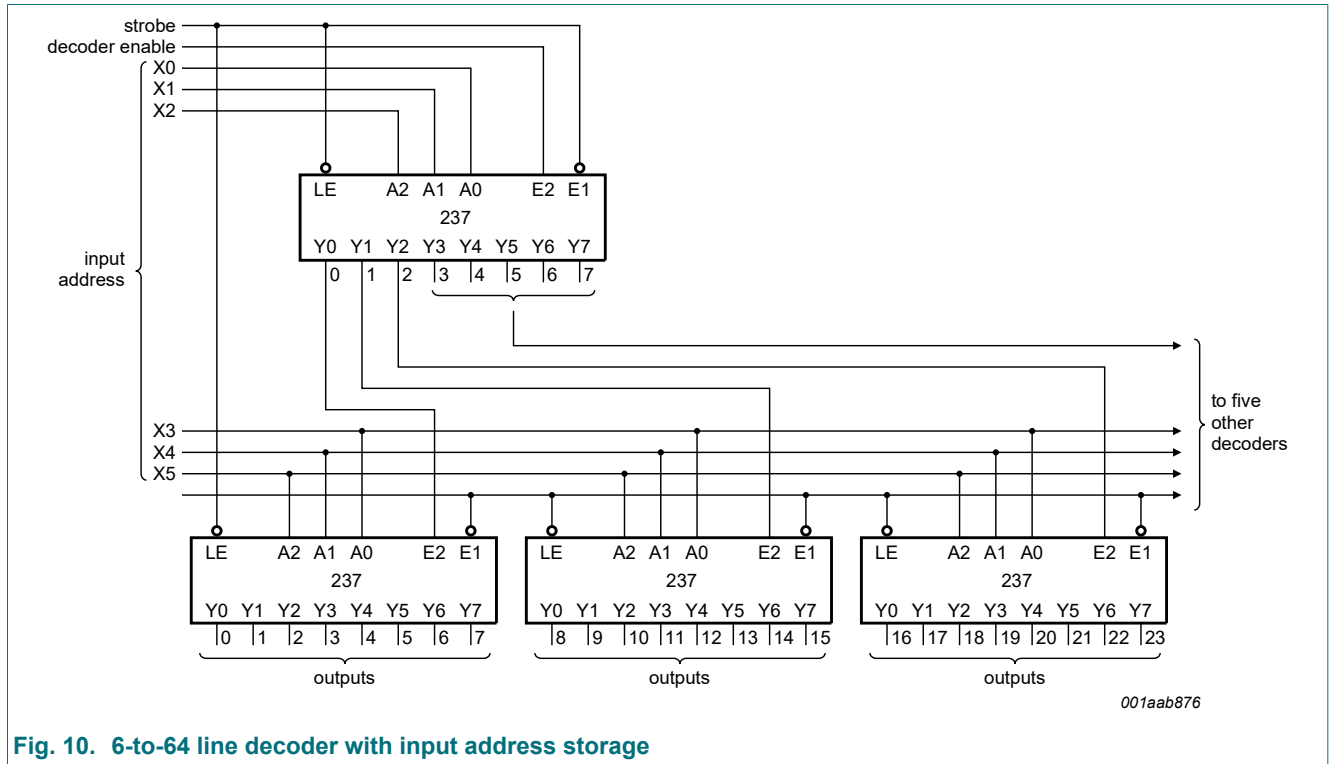 strobe
decoder enable
X0
X1
X2
LE A2 A1 A0 E2 E1
237
Y0 Y1 Y2 Y3 Y4 Y5 Y6 Y7
0 1 2 3 4 5 6 7
input
address
to five
other
decoders
X3
X4
X5
LE A2 A1 A0 E2 E1
237
Y0 Y1 Y2 Y3 Y4 Y5 Y6 Y7
0 1 2 3 4 5 6 7
outputs
LE A2 A1 A0 E2 E1
237
Y0 Y1 Y2 Y3 Y4 Y5 Y6 Y7
8 9 10 11 12 13 14 15
outputs
LE A2 A1 A0 E2 E1
237
Y0 Y1 Y2 Y3 Y4 Y5 Y6 Y7
16 17 18 19 20 21 22 23
outputs
001aab876
Fig. 10. 6-to-64 line decoder with input address storage